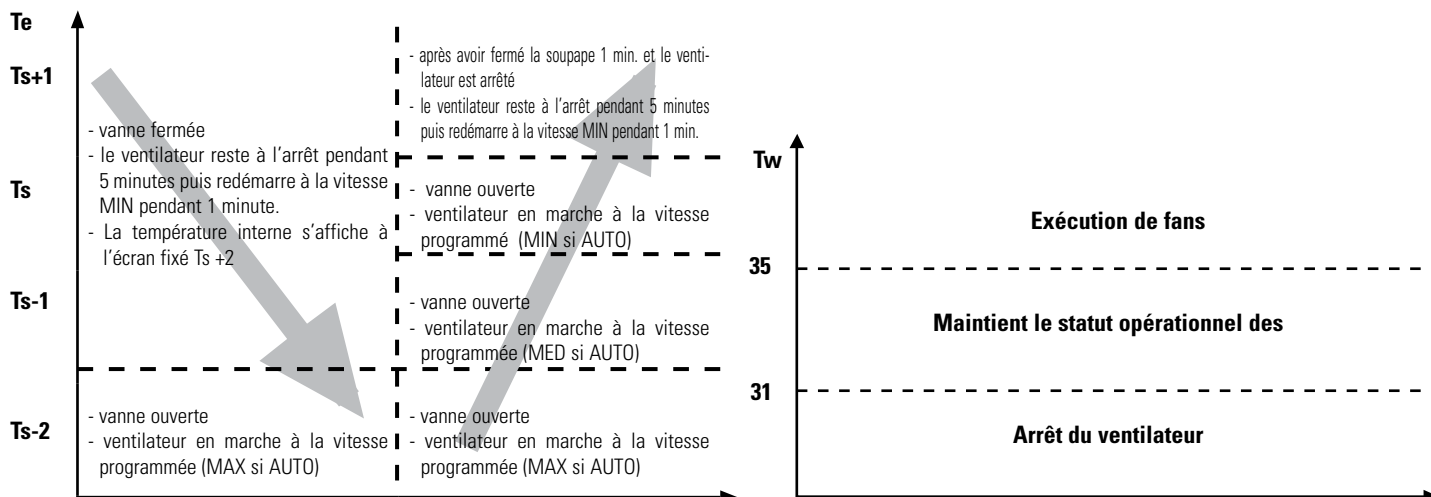 Te
Ts+1
Ts
Ts-1
Ts-2
- vanne fermée
- le ventilateur reste à l'arrêt pendant
5 minutes puis redémarre à la vitesse
MIN pendant 1 minute.
- La température interne s'affiche à
l'écran fixé Ts +2
- vanne ouverte
- ventilateur en marche à la vitesse
programmée (MAX si AUTO)
- après avoir fermé la soupape 1 min. et le venti-
lateur est arrêté
- le ventilateur reste à l'arrêt pendant 5 minutes
puis redémarre à la vitesse MIN pendant 1 min.
- vanne ouverte
- ventilateur en marche à la vitesse
programmé (MIN si AUTO)
- vanne ouverte
- ventilateur en marche à la vitesse
programmée (MED si AUTO)
- vanne ouverte
- ventilateur en marche à la vitesse
programmée (MAX si AUTO)
Tw
35
31
Exécution de fans
Maintient le statut opérationnel des
Arrêt du ventilateur